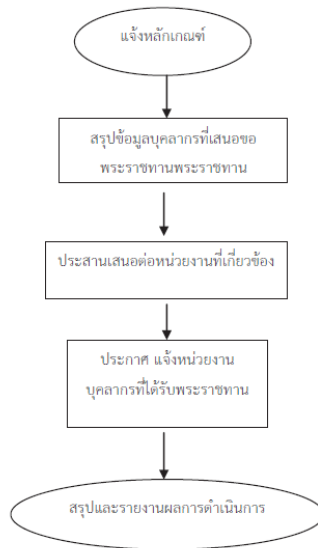 แจ้งหลักเกณฑ์
สรุปข้อมูลบุคลากรที่เสนอขอ
พระราชทานพระราชทาน
ประสานเสนอต่อหน่วยงานที่เกี่ยวข้อง
ประกาศ แจ้งหน่วยงาน
บุคลากรที่ได้รับพระราชทาน
สรุปและรายงานผลการดำเนินการ